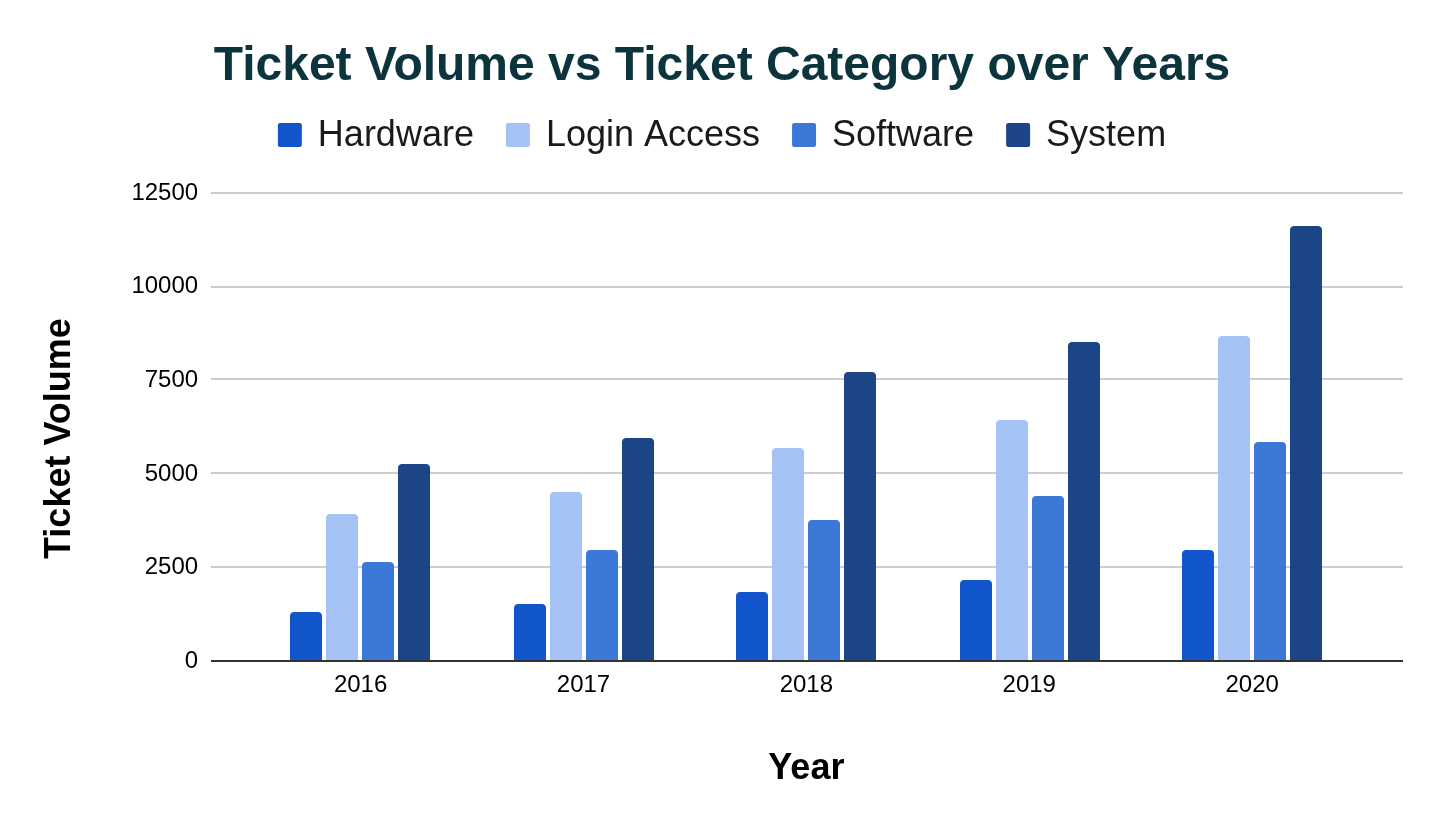 Ticket Volume vs Ticket Category over Years
Hardware Login Access Software System
12500
10000
7500
5000
2500
0
Ticket Volume
2016 2017 2018 2019 2020
Year